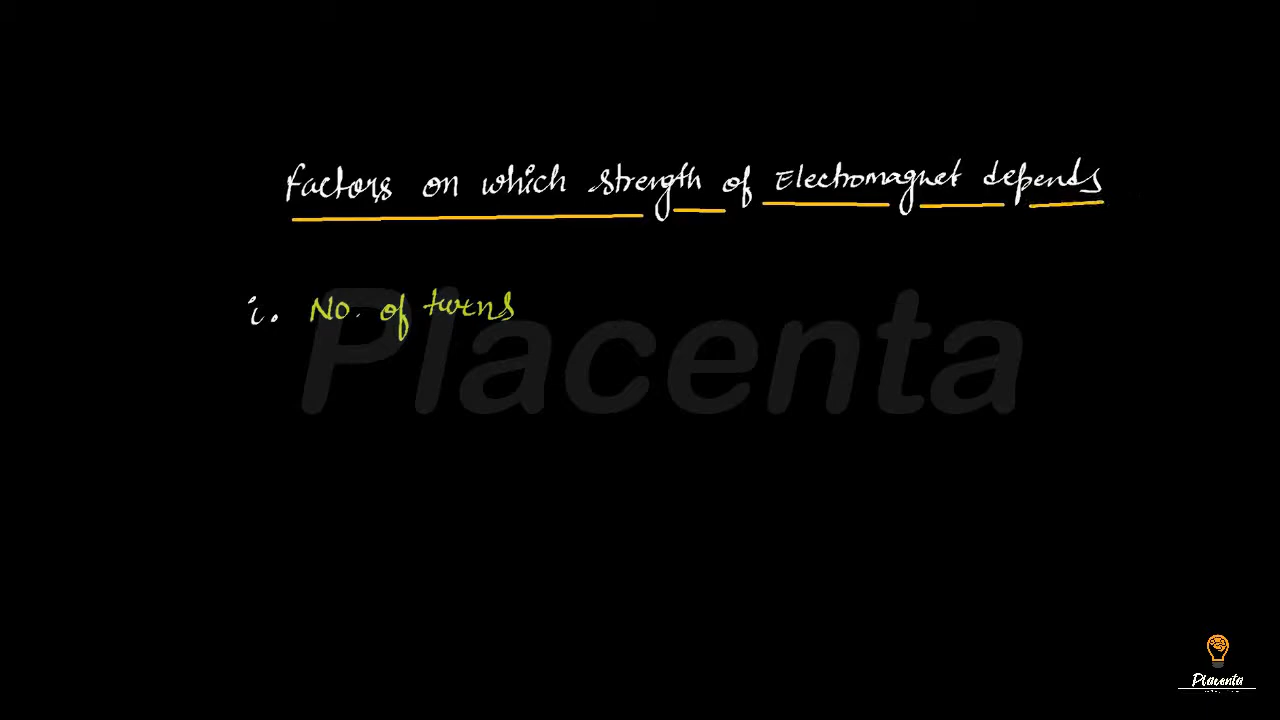 Factors on which strength of Electromagnet depends
i. No. of turns
Placenta
Placenta